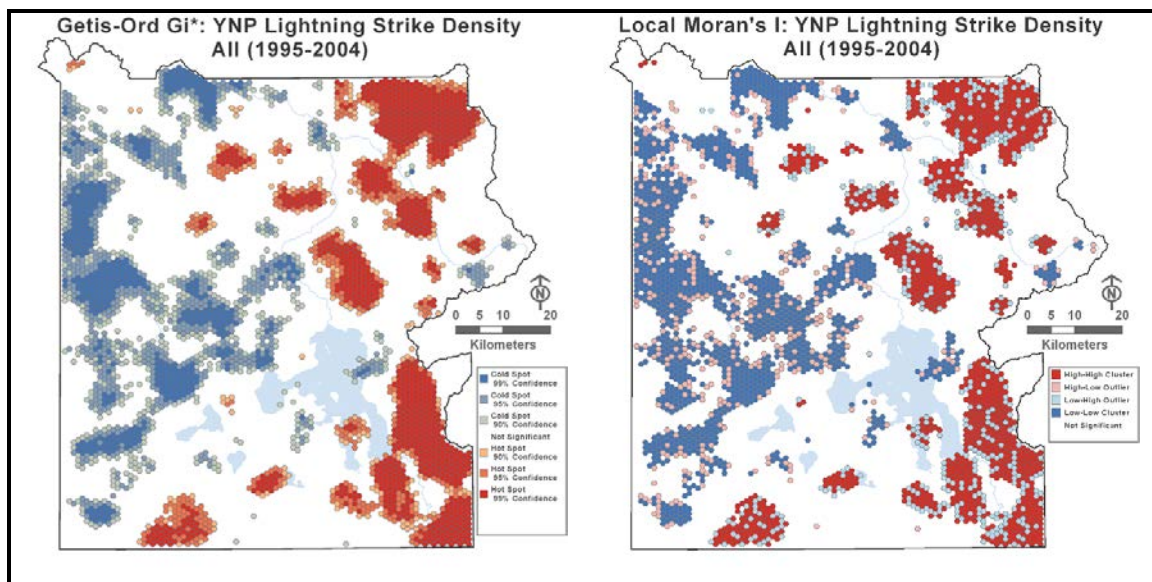 Getis-Ord Gi*: YNP Lightning Strike Density
All (1995-2004)
N
0 5 10 20
Kilometers
Cold Spot
99% Confidence
Cold Spot
95% Confidence
Cold Spot
90% Confidence
Not Significant
Hot Spot
90% Confidence
Hot Spot
95% Confidence
Hot Spot
99% Confidence
Local Moran's I: YNP Lightning Strike Density
All (1995-2004)
N
0 5 10 20
Kilometers
High-High Cluster
High-Low Outlier
Low-High Outlier
Low-Low Cluster
Not Significant